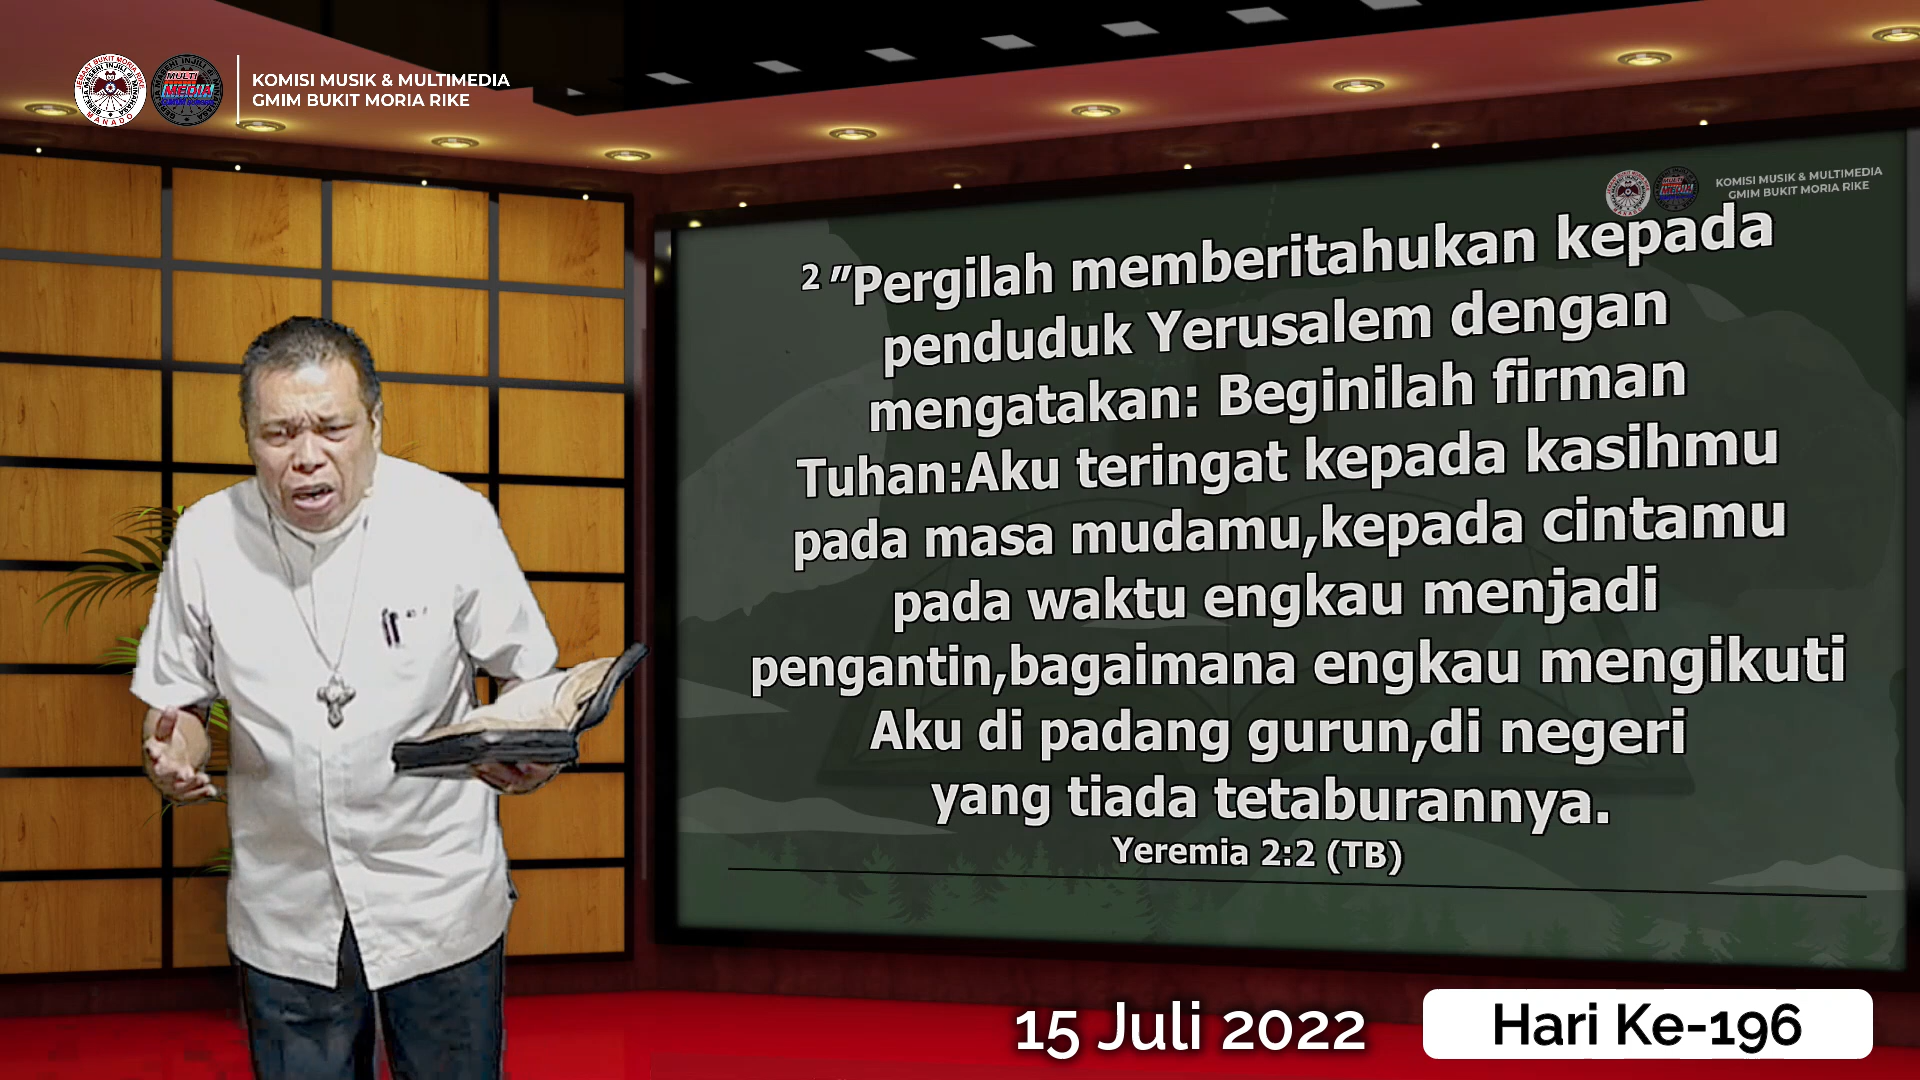 KOMISI MUSIK & MULTIMEDIA
GMIM BUKIT MORIA RIKE
MULTI
MEDIA
MANADO
KOMISI MUSIK & MULTIMEDIA
GMIM BUKIT MORIA RIKE
2 "Pergilah memberitahukan kepada
penduduk Yerusalem dengan
mengatakan: Beginilah firman
Tuhan:Aku teringat kepada kasihmu
pada masa mudamu,kepada cintamu
pada waktu engkau menjadi
pengantin,bagaimana engkau mengikuti
Aku di padang gurun,di negeri
yang tiada tetaburannya.
Yeremia 2:2 (TB)
15 Juli 2022
Hari Ke-196